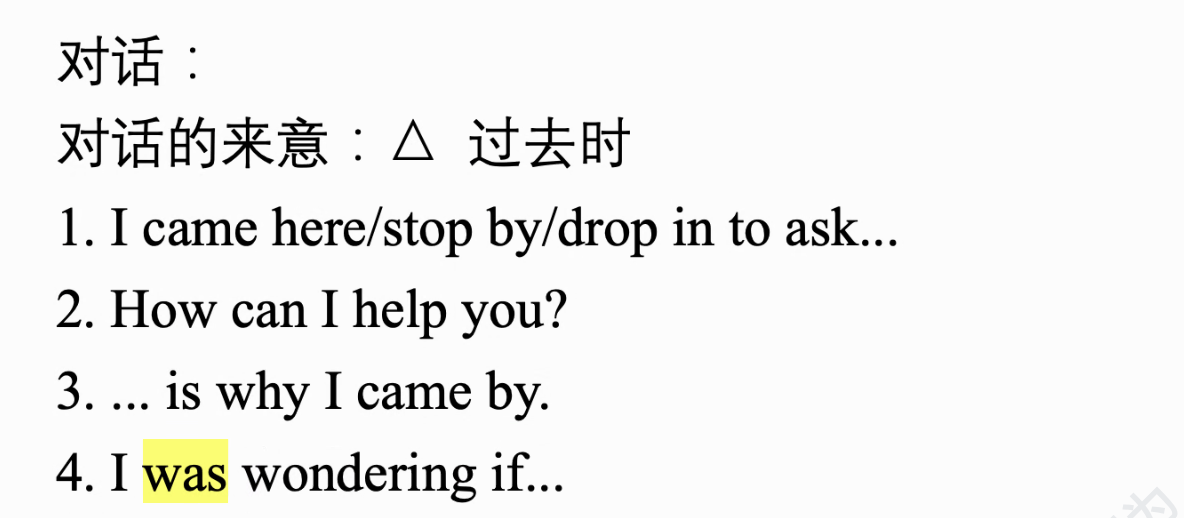 对话：
对话的来意：△ 过去时
1. I came here/stop by/drop in to ask...
2. How can I help you?
3. ... is why I came by.
4. I was wondering if...